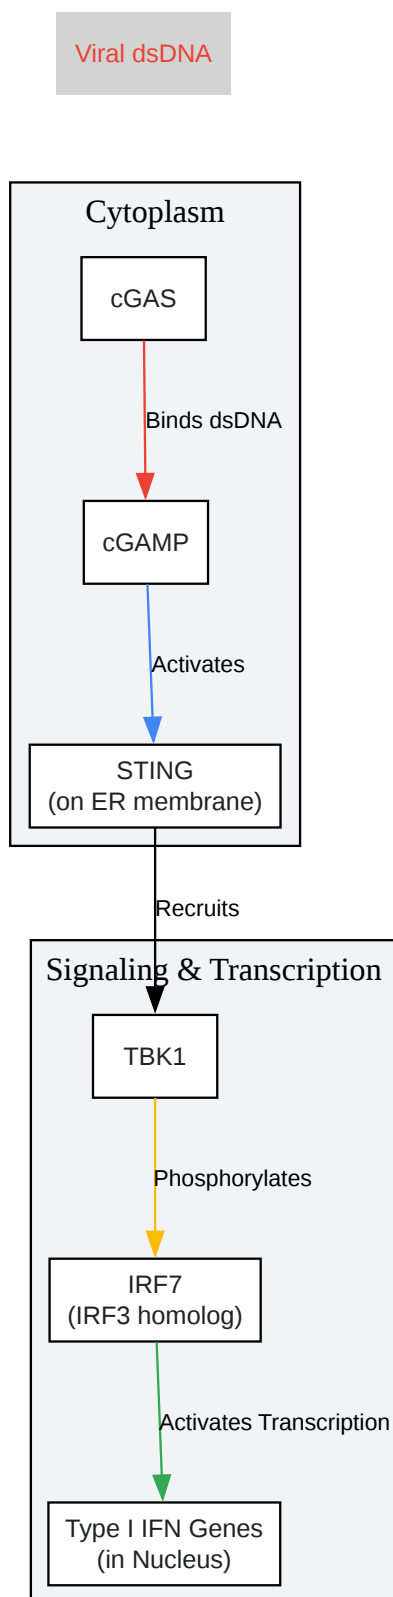 Viral dsDNA
Cytoplasm
cGAS
Binds dsDNA
cGAMP
Activates
STING
(on ER membrane)
Recruits
Signaling & Transcription
TBK1
Phosphorylates
IRF7
(IRF3 homolog)
Activates Transcription
Type I IFN Genes
(in Nucleus)